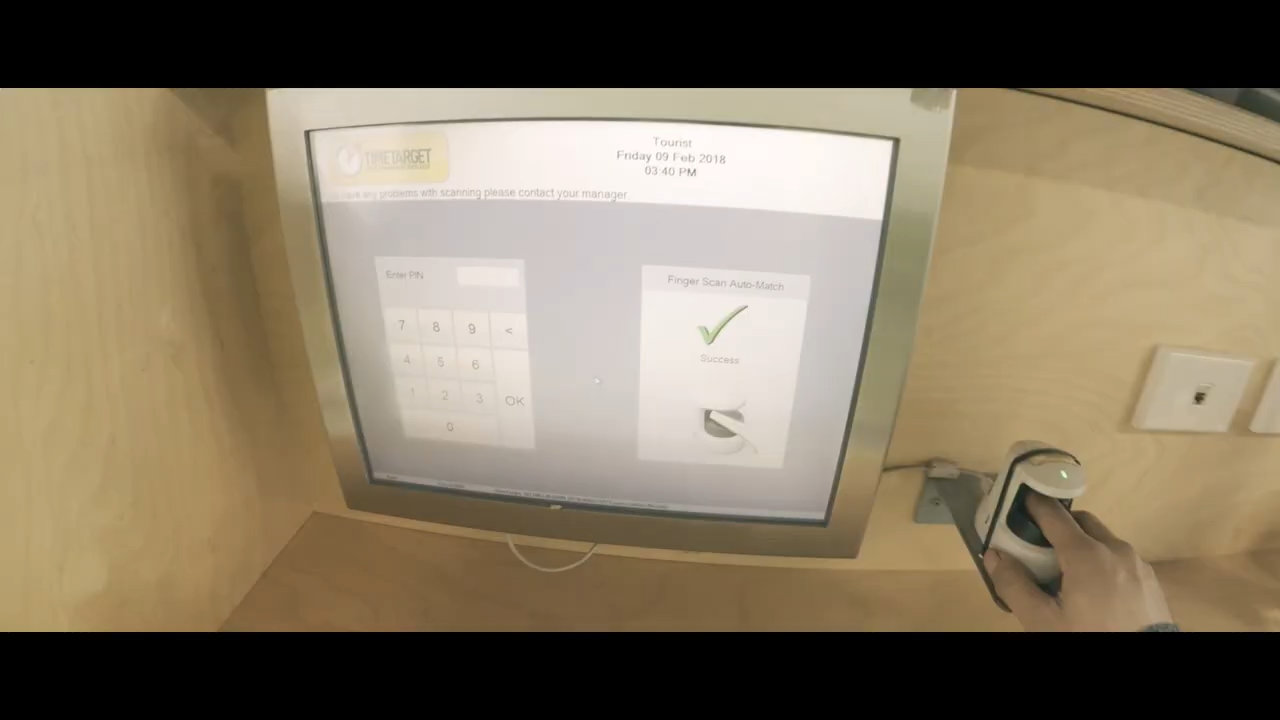 TIMETARGET
Tourist
Friday 09 Feb 2018
03:40 PM
have any problems with scanning please contact your manager
Enter PIN
7 8 9 <
4 5 6
1 2 3 OK
0
Finger Scan Auto-Match
Success